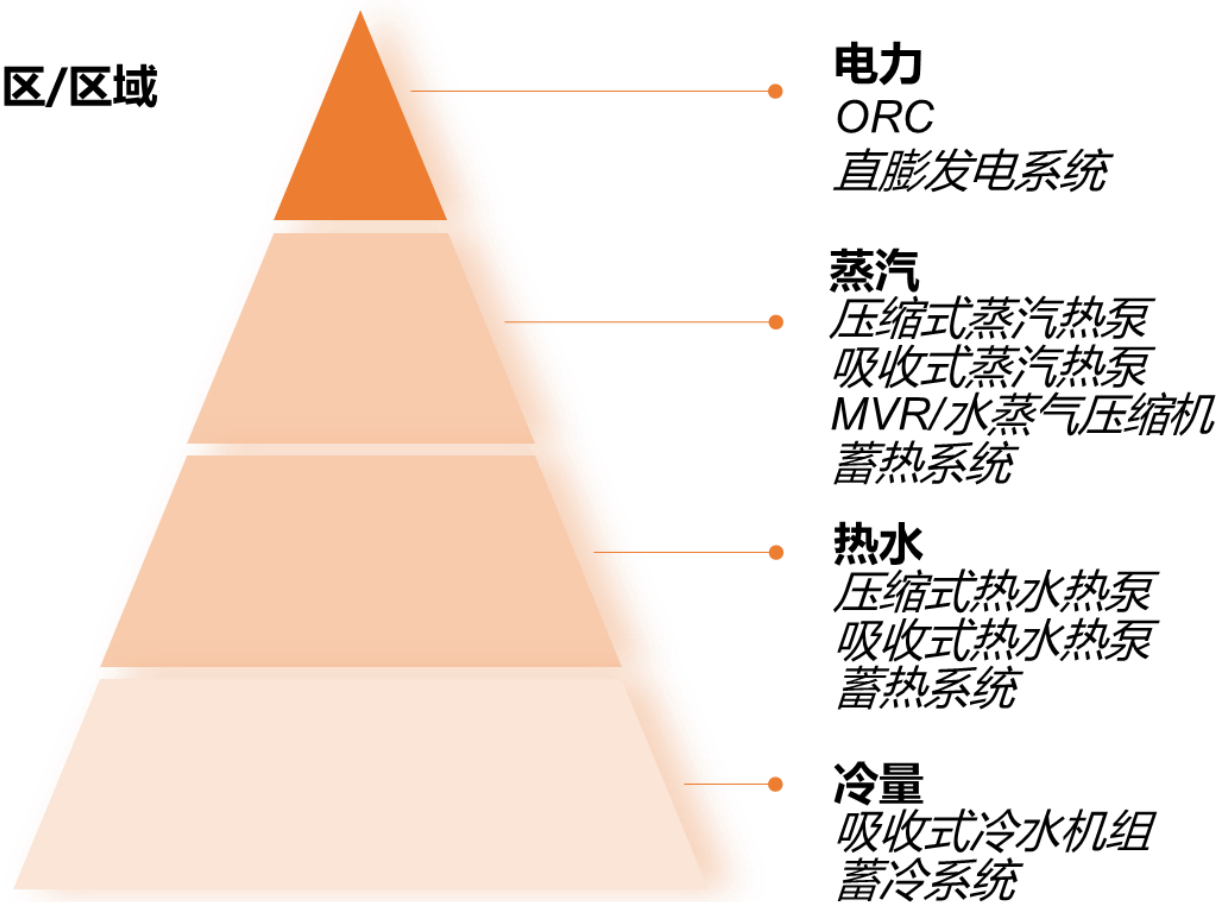 区/区域
电力
ORC
直膨发电系统
蒸汽
压缩式蒸汽热泵
吸收式蒸汽热泵
MVR/水蒸气压缩机
蓄热系统
热水
压缩式热水热泵
吸收式热水热泵
蓄热系统
冷量
吸收式冷水机组
蓄冷系统